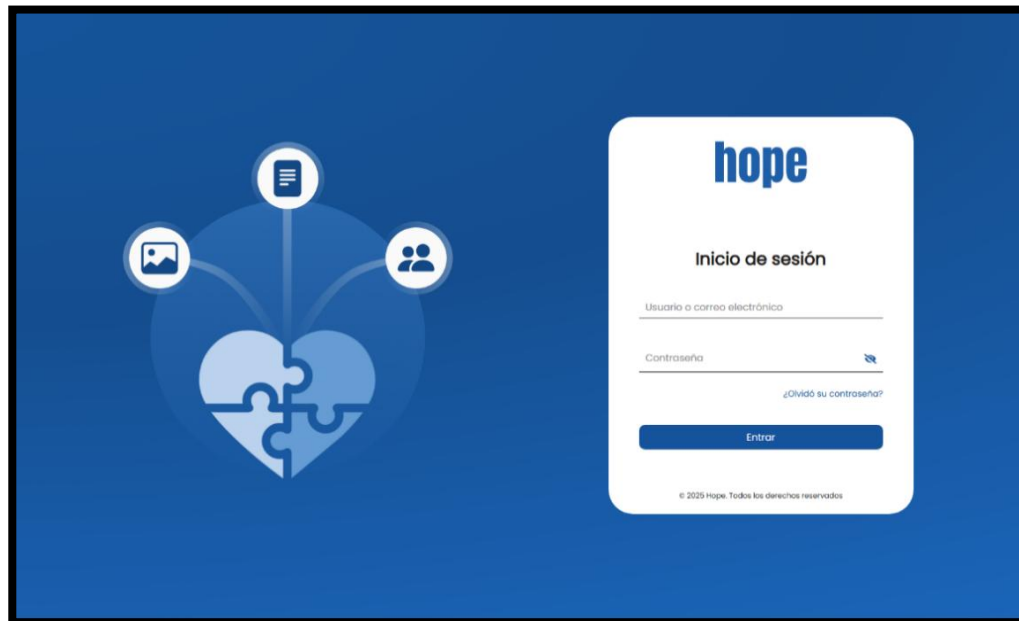 hope
Inicio de sesión
Usuario o correo electrónico
Contraseña
¿Olvidó su contraseña?
Entrar
© 2025 Hope. Todos los derechos reservados